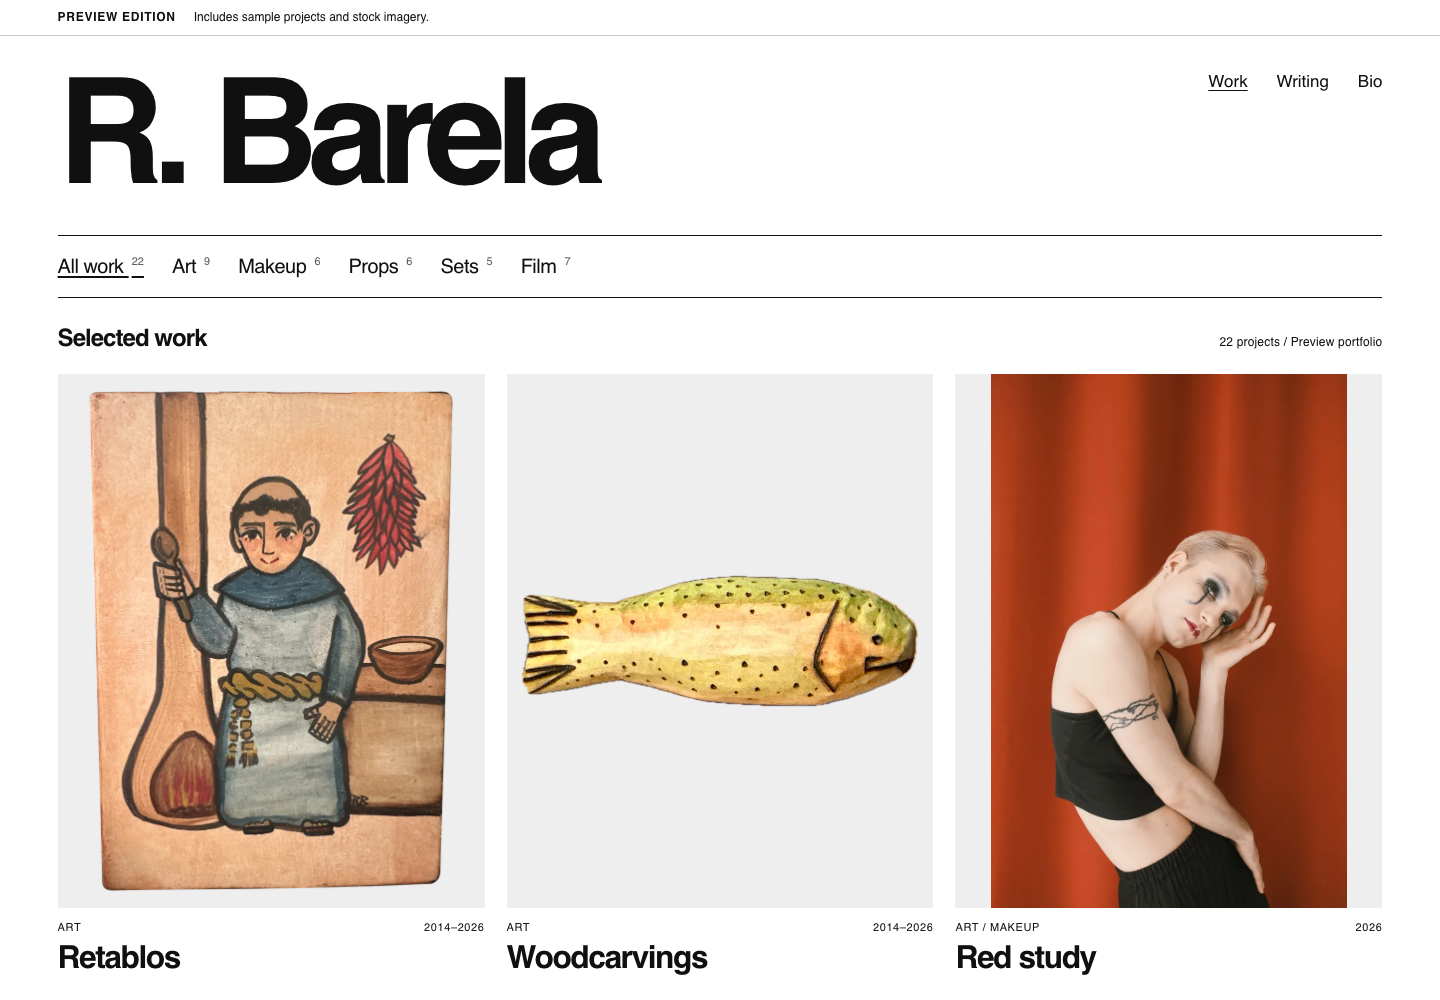 PREVIEW EDITION Includes sample projects and stock imagery.
R. Barela
Work Writing Bio
All work 22 Art 9 Makeup 6 Props 6 Sets 5 Film 7
Selected work
22 projects / Preview portfolio
ART 2014–2026
Retablos
ART 2014–2026
Woodcarvings
ART / MAKEUP 2026
Red study